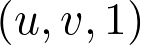 (u, v, 1)